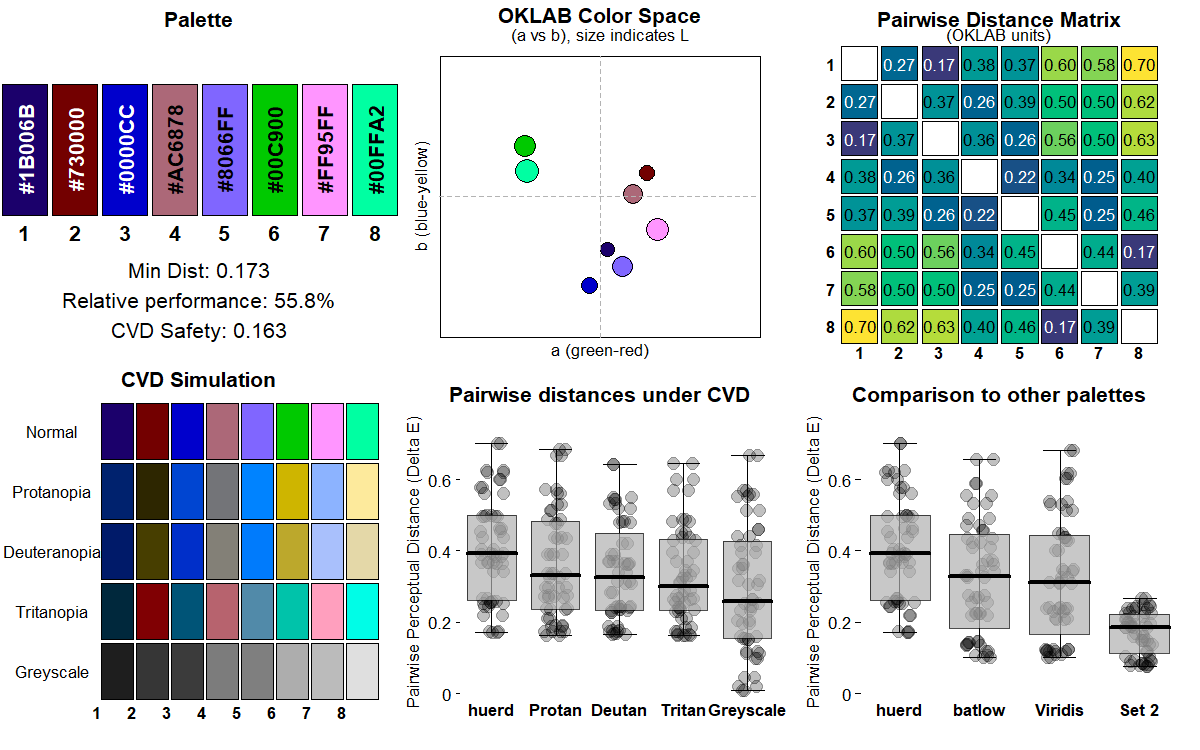 Palette
#1B006B
#730000
#0000CC
#AC6878
#8066FF
#00C900
#FF95FF
#00FFA2
1 2 3 4 5 6 7 8
Min Dist: 0.173
Relative performance: 55.8%
CVD Safety: 0.163
OKLAB Color Space
(a vs b), size indicates L
b (blue-yellow)
a (green-red)
Pairwise Distance Matrix
(OKLAB units)
1 0.27 0.17 0.38 0.37 0.60 0.58 0.70
2 0.27 0.37 0.26 0.39 0.50 0.50 0.62
3 0.17 0.37 0.36 0.26 0.56 0.50 0.63
4 0.38 0.26 0.36 0.22 0.34 0.25 0.40
5 0.37 0.39 0.26 0.22 0.45 0.25 0.46
6 0.60 0.50 0.56 0.34 0.45 0.44 0.17
7 0.58 0.50 0.50 0.25 0.25 0.44 0.39
8 0.70 0.62 0.63 0.40 0.46 0.17 0.39
1 2 3 4 5 6 7 8
CVD Simulation
Normal
Protanopia
Deuteranopia
Tritanopia
Greyscale
1 2 3 4 5 6 7 8
Pairwise distances under CVD
Pairwise Perceptual Distance (Delta E)
0.6
0.4
0.2
0
huerd Protan Deutan Tritan Greyscale
Comparison to other palettes
Pairwise Perceptual Distance (Delta E)
0.6
0.4
0.2
0
huerd batlow Viridis Set 2